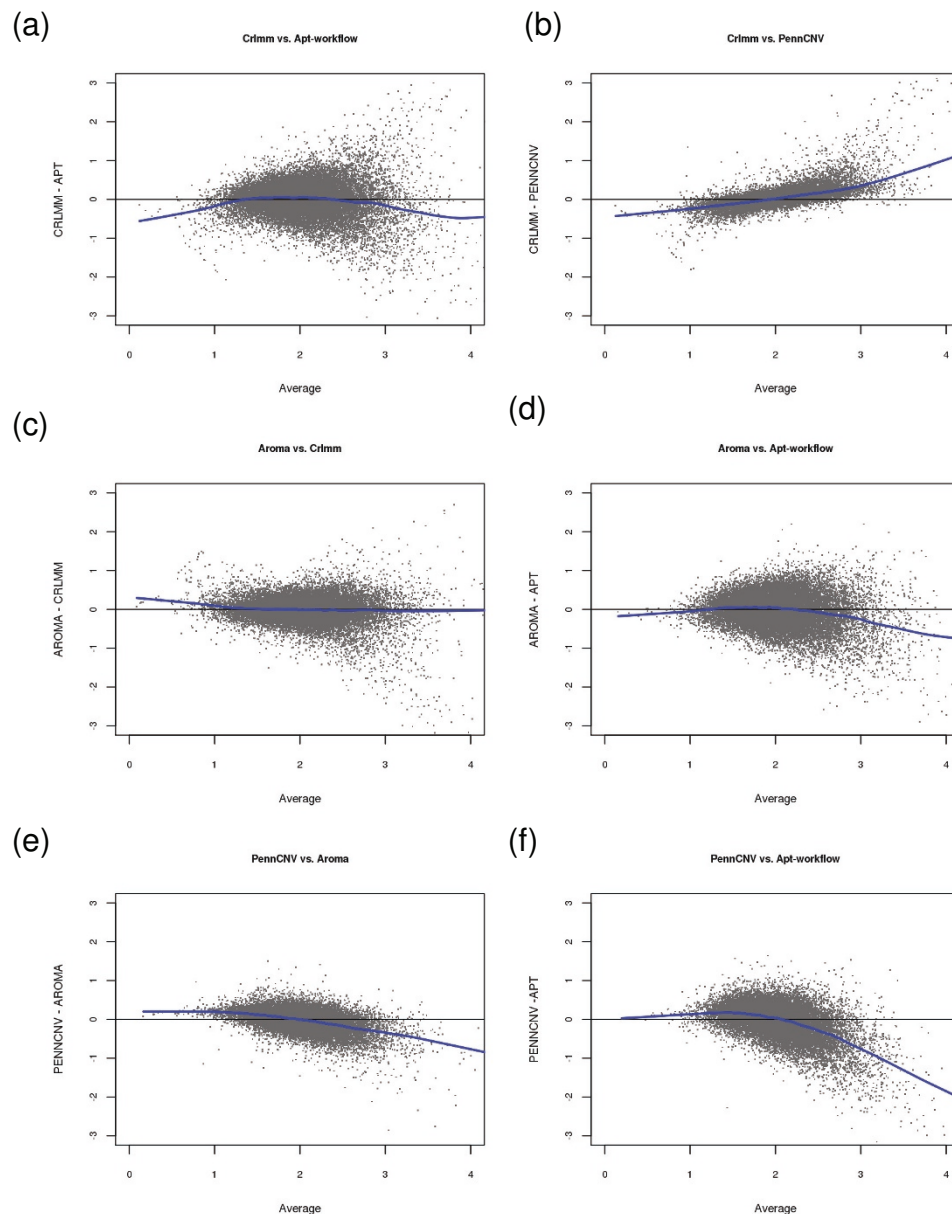 (a)
Crlmm vs. Apt-workflow
CRLMM - APT
3
2
1
0
-1
-2
-3
0 1 2 3 4
Average
(b)
Crlmm vs. PennCNV
CRLMM - PENNCNV
3
2
1
0
-1
-2
-3
0 1 2 3 4
Average
(c)
Aroma vs. Crlmm
AROMA - CRLMM
3
2
1
0
-1
-2
-3
0 1 2 3 4
Average
(d)
Aroma vs. Apt-workflow
AROMA - APT
3
2
1
0
-1
-2
-3
0 1 2 3 4
Average
(e)
PennCNV vs. Aroma
PENNCNV - AROMA
3
2
1
0
-1
-2
-3
0 1 2 3 4
Average
(f)
PennCNV vs. Apt-workflow
PENNCNV -APT
3
2
1
0
-1
-2
-3
0 1 2 3 4
Average